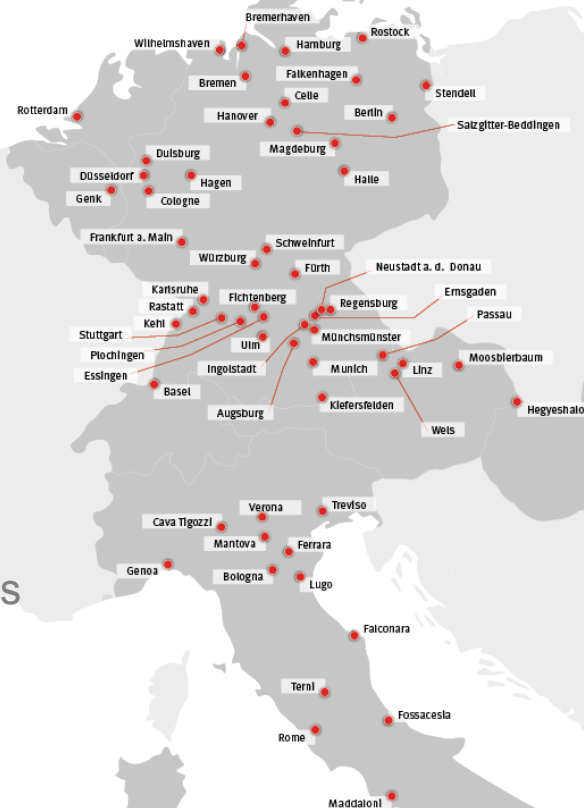 Bremerhaven
Rostock
Wilhelmshaven
Hamburg
Bremen
Falkenhagen
Stendell
Celle
Rotterdam
Hanover
Berlin
Salzgitter-Beddingen
Magdeburg
Duisburg
Düsseldorf
Hagen
Halle
Genk
Cologne
Frankfurt a. Main
Schweinfurt
Würzburg
Fürth
Neustadt a. d. Donau
Karlsruhe
Fichtenberg
Ernsgaden
Rastatt
Regensburg
Passau
Kehl
Stuttgart
Ulm
Münchsmünster
Plochingen
Moosbierbaum
Essingen
Ingolstadt
Munich
Linz
Basel
Augsburg
Kiefersfelden
Hegyeshalo
Wels
Verona
Treviso
Cava Tigozzi
Mantova
Ferrara
Genoa
Bologna
Lugo
s
Falconara
Terni
Fossacesia
Rome
Maddaloni